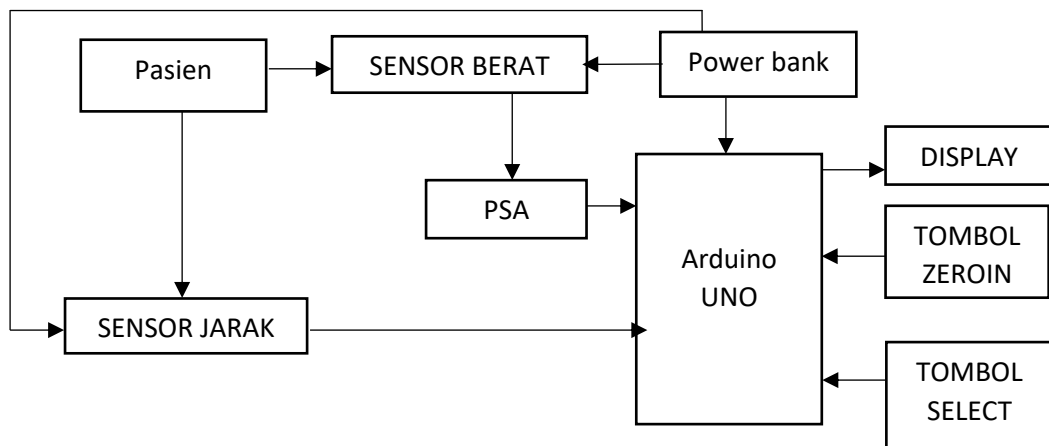 Pasien
SENSOR BERAT
Power bank
DISPLAY
PSA
TOMBOL
ZEROIN
Arduino
UNO
SENSOR JARAK
TOMBOL
SELECT